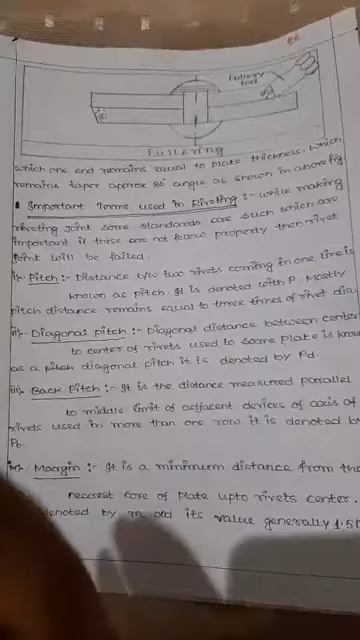 Fullering tool
80°
80°
Fullering
which one end remains equal to plate thickness. which
remains taper approx 80° angle as shown in above fig
• Important Terms used in Riveting :- while making
riveting joint some standards are such which are
important if these are not follow properly then rivet
joint will be failed.
i)- Pitch :- Distance b/w two rivets coming in one line is
known as pitch. It is denoted with P. Mostly
pitch distance remains equal to three times of rivet dia.
ii)- Diagonal pitch :- Diagonal distance between center
to center of rivets used to same plate is know
as a pitch diagonal pitch it is denoted by Pd.
iii)- Back Pitch :- It is the distance measured parallel
to middle limit of adjacent devices of axis of
rivets used in more than one row it is denoted by
Pb.
iv)- Margin :- It is a minimum distance from the
nearest core of plate upto rivets center.
denoted by m and its value generally 1.5d